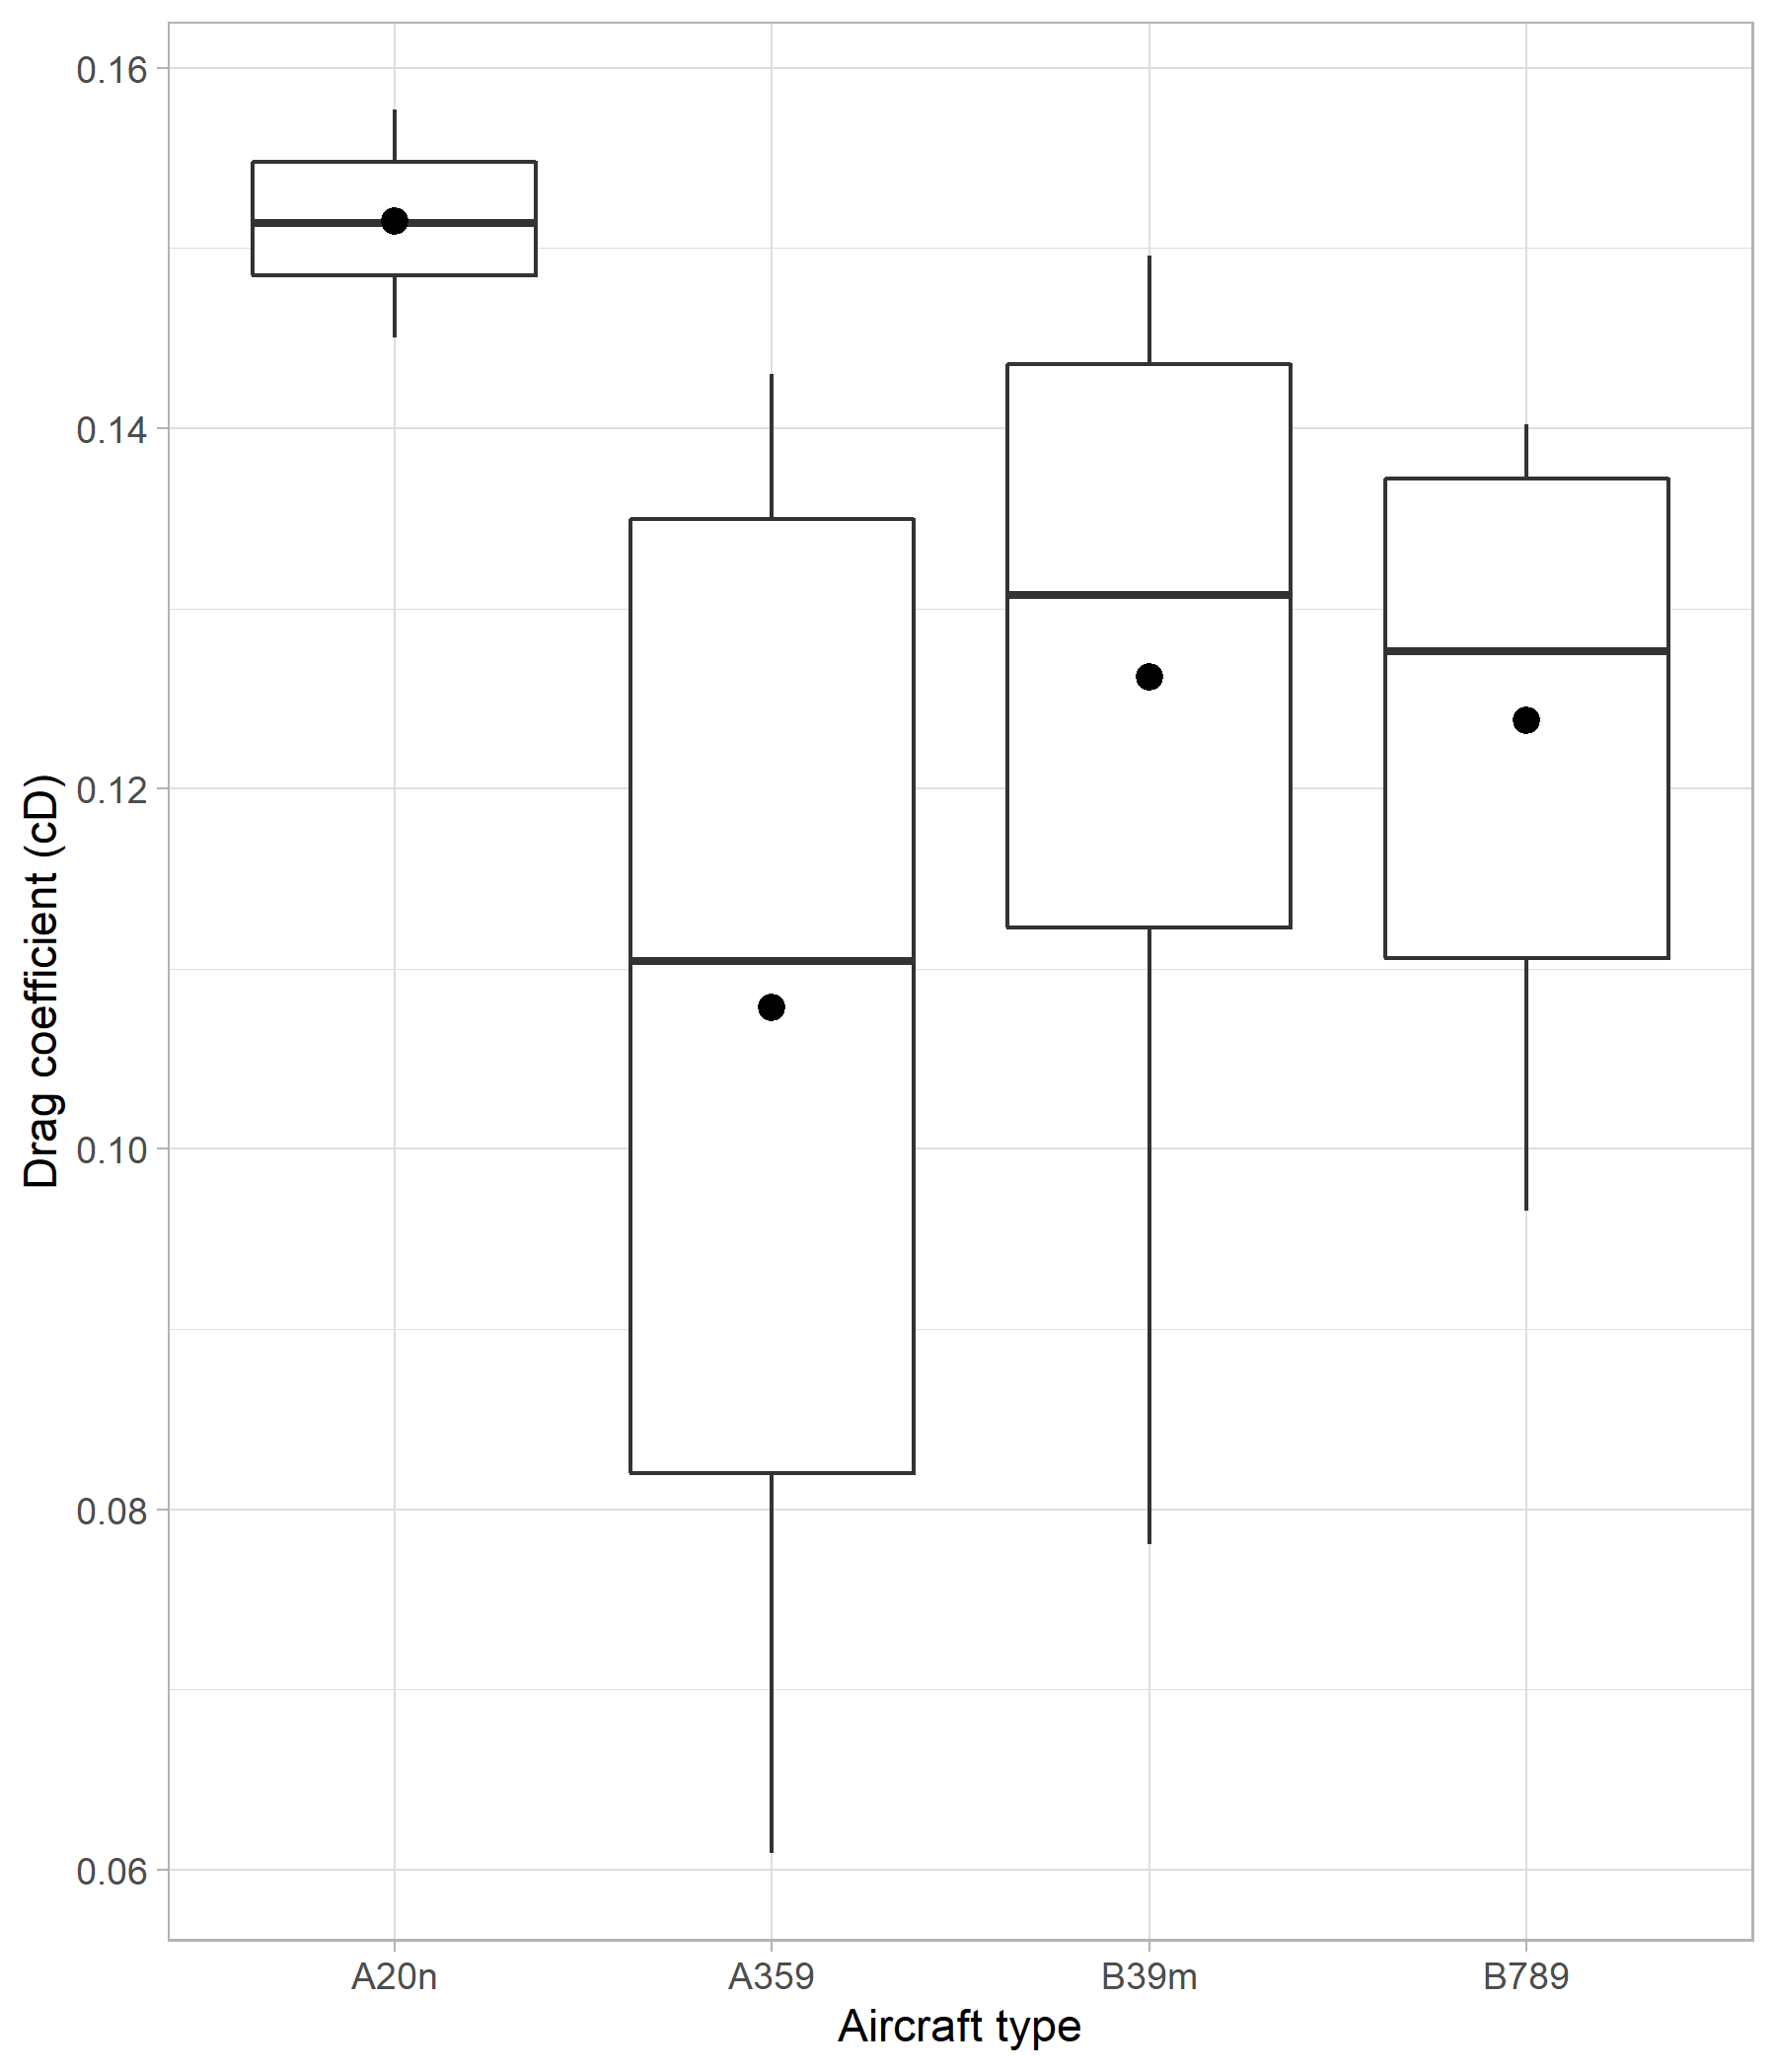 Drag coefficient (cD)
0.16
0.14
0.12
0.10
0.08
0.06
A20n A359 B39m B789
Aircraft type